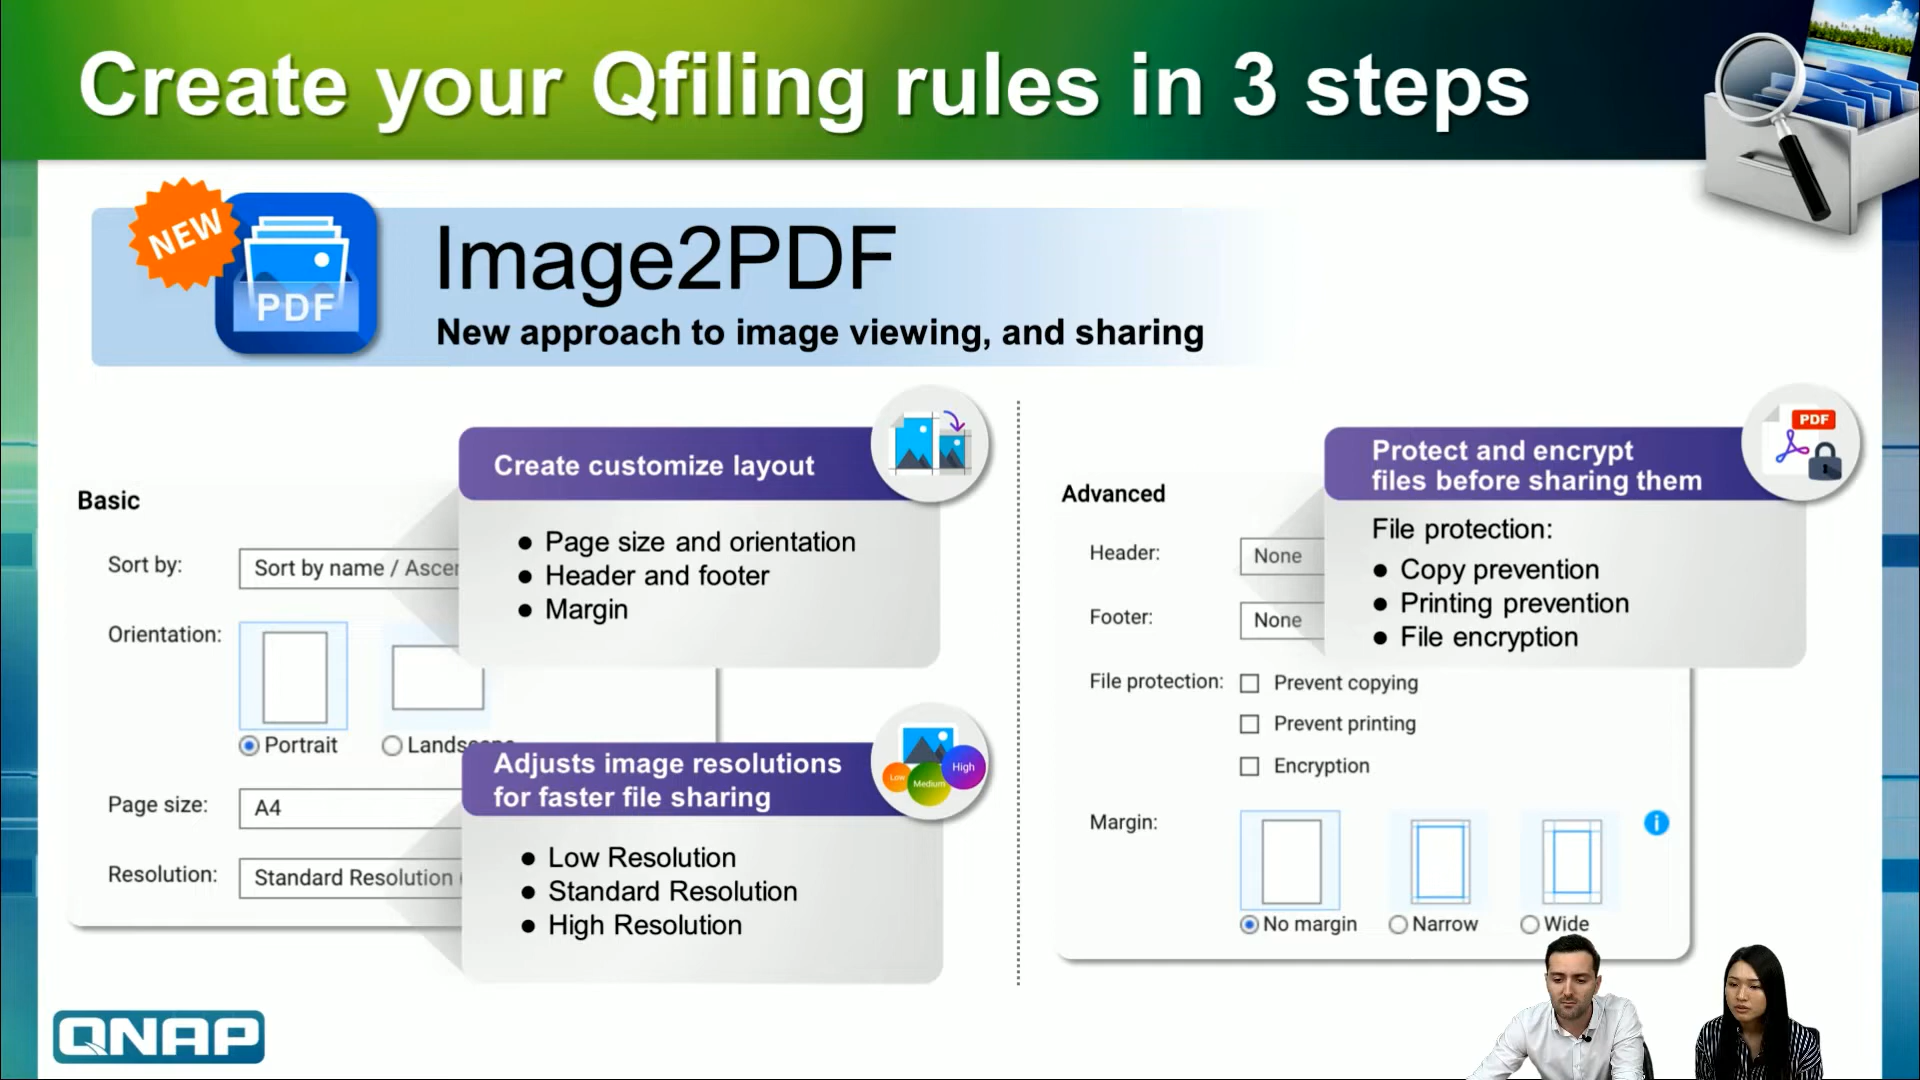 Create your Qfiling rules in 3 steps
NEW
PDF
Image2PDF
New approach to image viewing, and sharing
Basic
Sort by:
Sort by name / Ascer
Orientation:
Portrait
Landscape
Page size:
A4
Resolution:
Standard Resolution
Create customize layout
● Page size and orientation
● Header and footer
● Margin
Adjusts image resolutions
for faster file sharing
Low
Medium
High
● Low Resolution
● Standard Resolution
● High Resolution
Advanced
Header:
None
Footer:
None
File protection:
Prevent copying
Prevent printing
Encryption
Margin:
i
No margin
Narrow
Wide
Protect and encrypt
files before sharing them
PDF
File protection:
● Copy prevention
● Printing prevention
● File encryption
QNAP